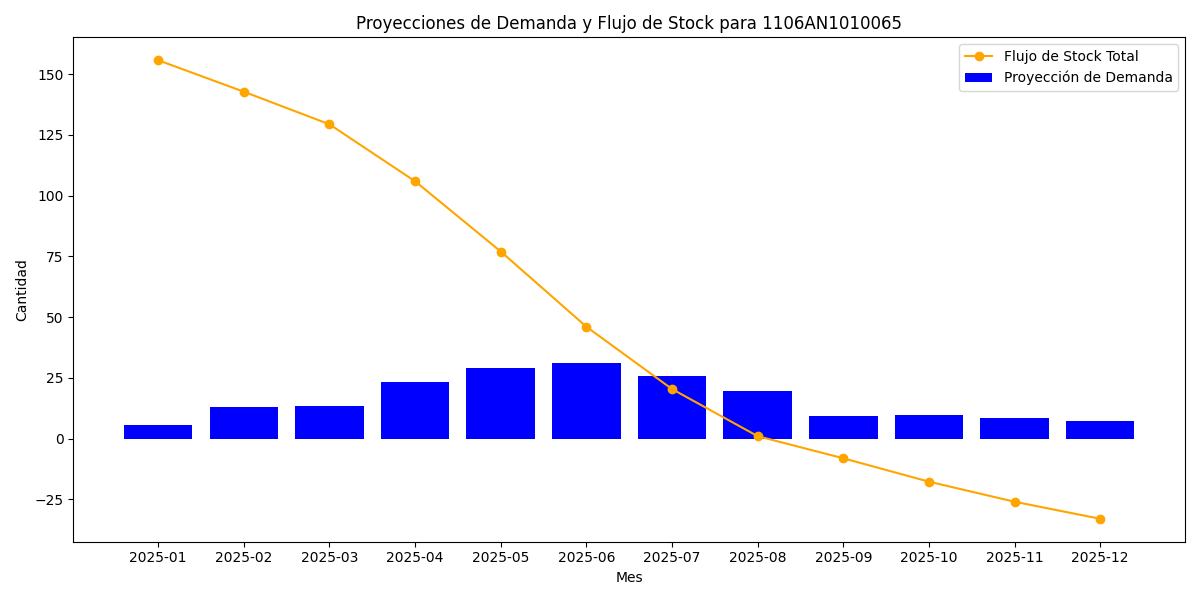 Proyecciones de Demanda y Flujo de Stock para 1106AN1010065
Flujo de Stock Total
Proyección de Demanda
Cantidad
150
125
100
75
50
25
0
−25
2025-01 2025-02 2025-03 2025-04 2025-05 2025-06 2025-07 2025-08 2025-09 2025-10 2025-11 2025-12
Mes